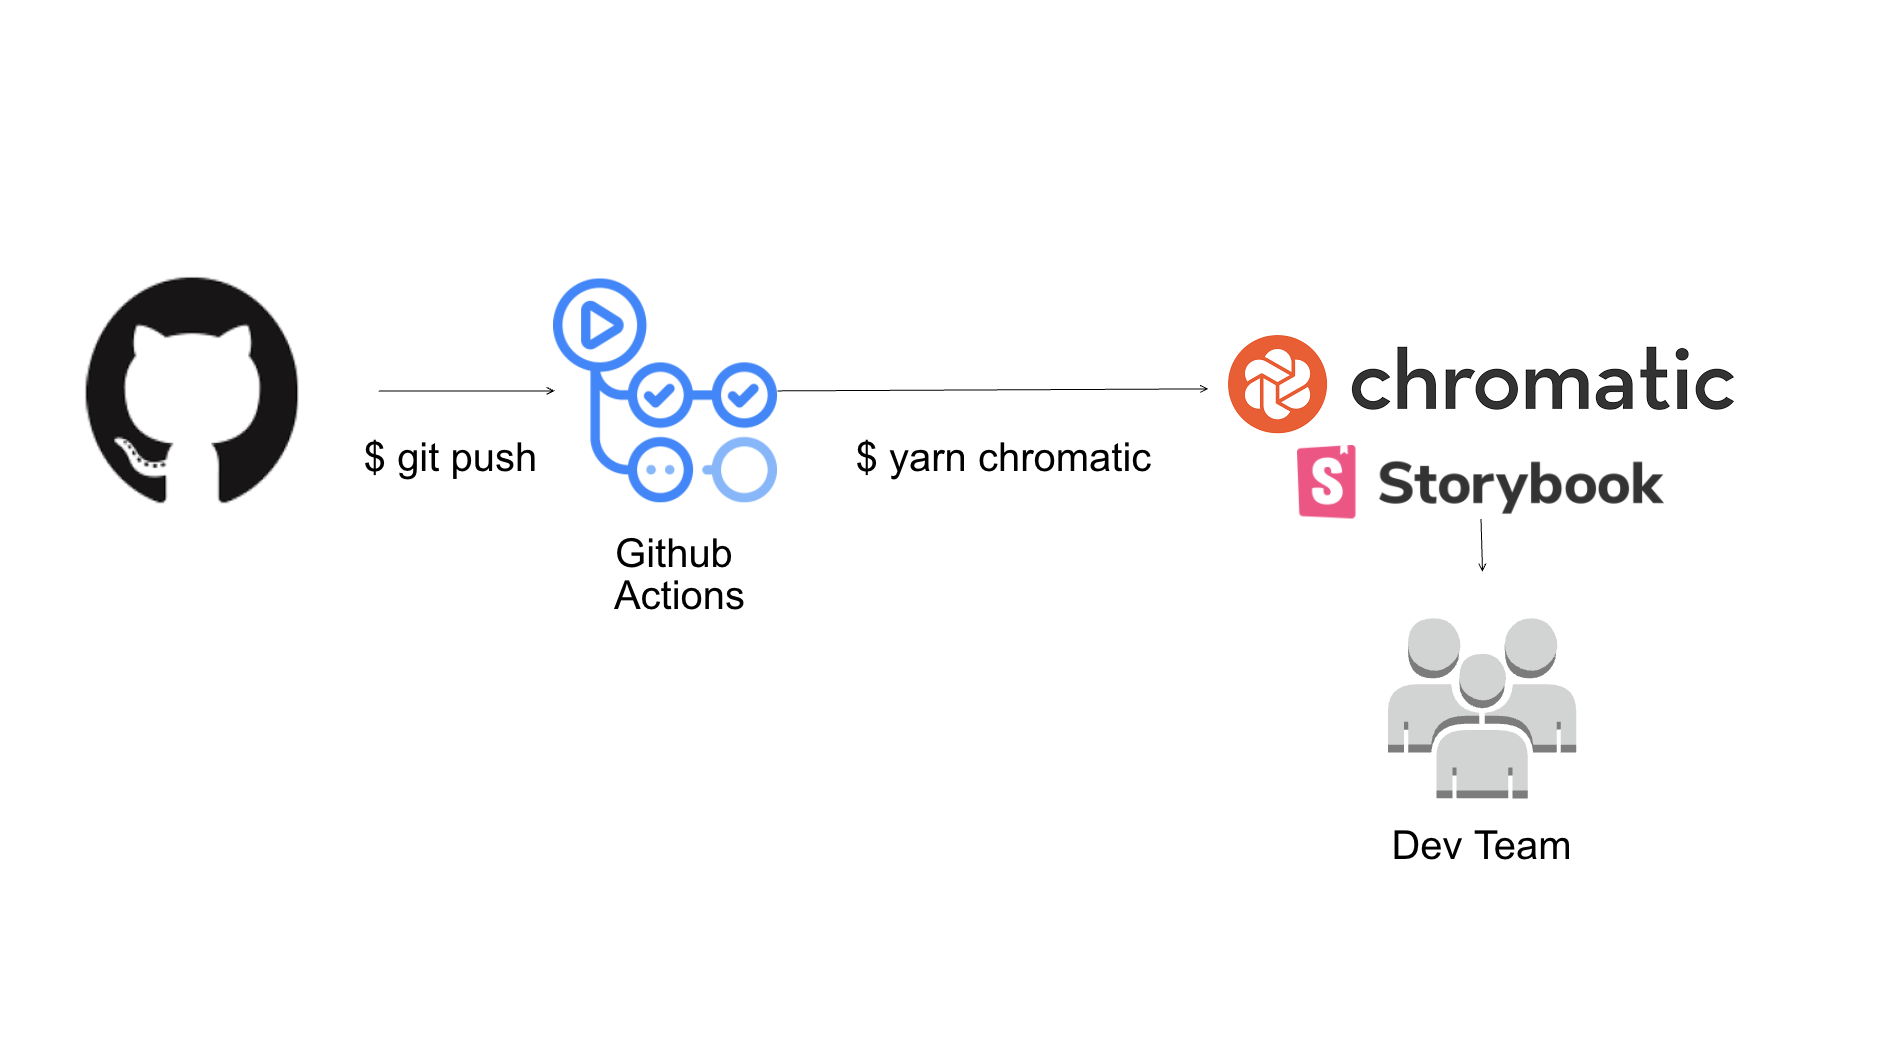 $ git push
$ yarn chromatic
chromatic
Storybook
Github
Actions
Dev Team